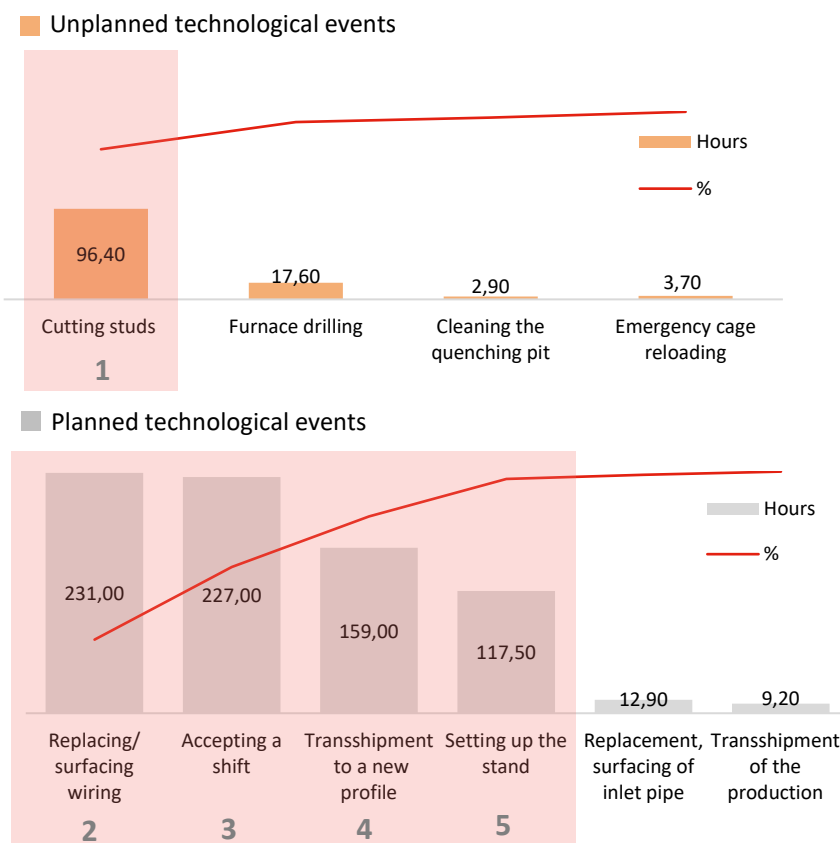 Unplanned technological events
Hours
%
96,40
17,60
2,90
3,70
Cutting studs
Furnace drilling
Cleaning the
quenching pit
Emergency cage
reloading
1
Planned technological events
Hours
%
231,00
227,00
159,00
117,50
12,90
9,20
Replacing/
surfacing
wiring
Accepting a
shift
Transshipment
to a new
profile
Setting up the
stand
Replacement,
surfacing of
inlet pipe
Transshipment
of the
production
2
3
4
5